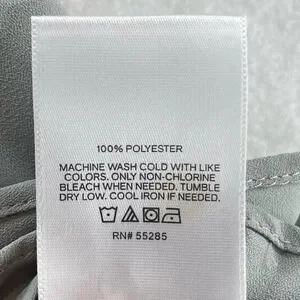 100% POLYESTER
MACHINE WASH COLD WITH LIKE
COLORS. ONLY NON-CHLORINE
BLEACH WHEN NEEDED. TUMBLE
DRY LOW. COOL IRON IF NEEDED.
RN# 55285